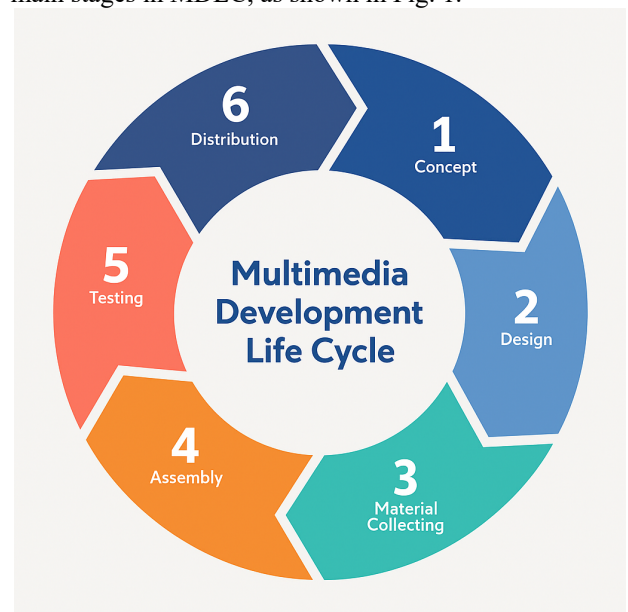 main stages in MDLC, as shown in Fig. 1.
6
Distribution
1
Concept
5
Testing
Multimedia
Development
Life Cycle
2
Design
4
Assembly
3
Material
Collecting